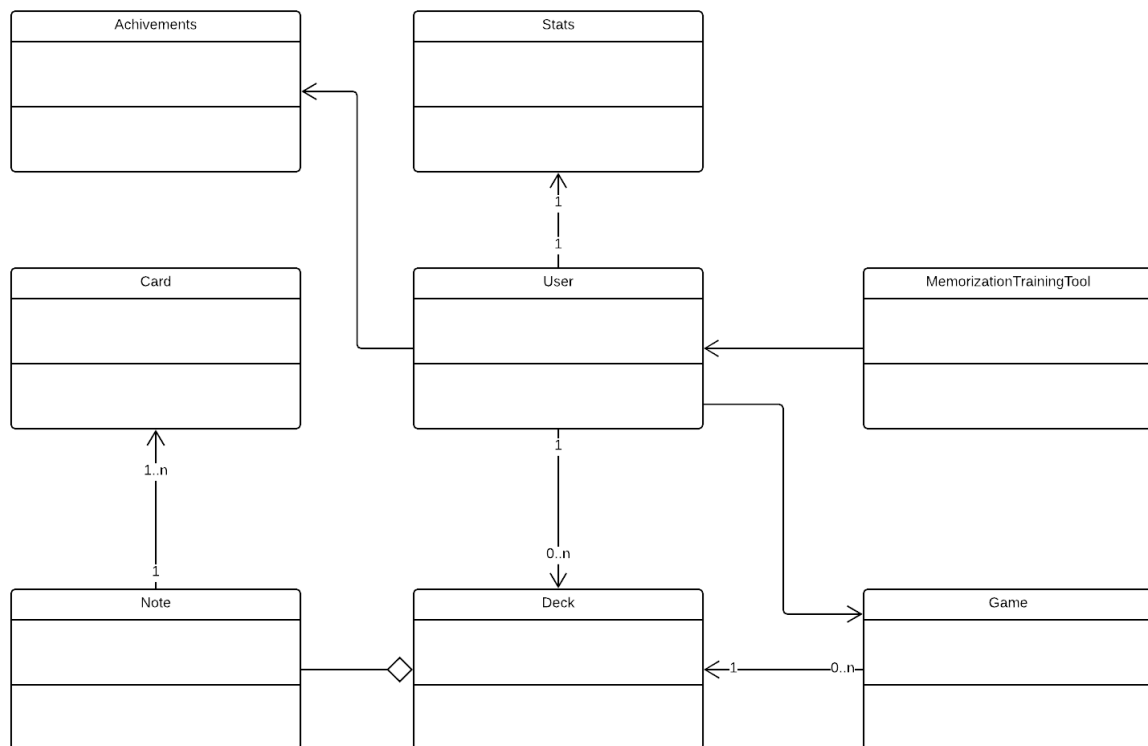 Achivements
Stats
1
1
Card
User
MemorizationTrainingTool
1
1..n
0..n
1
Note
Deck
Game
1
0..n